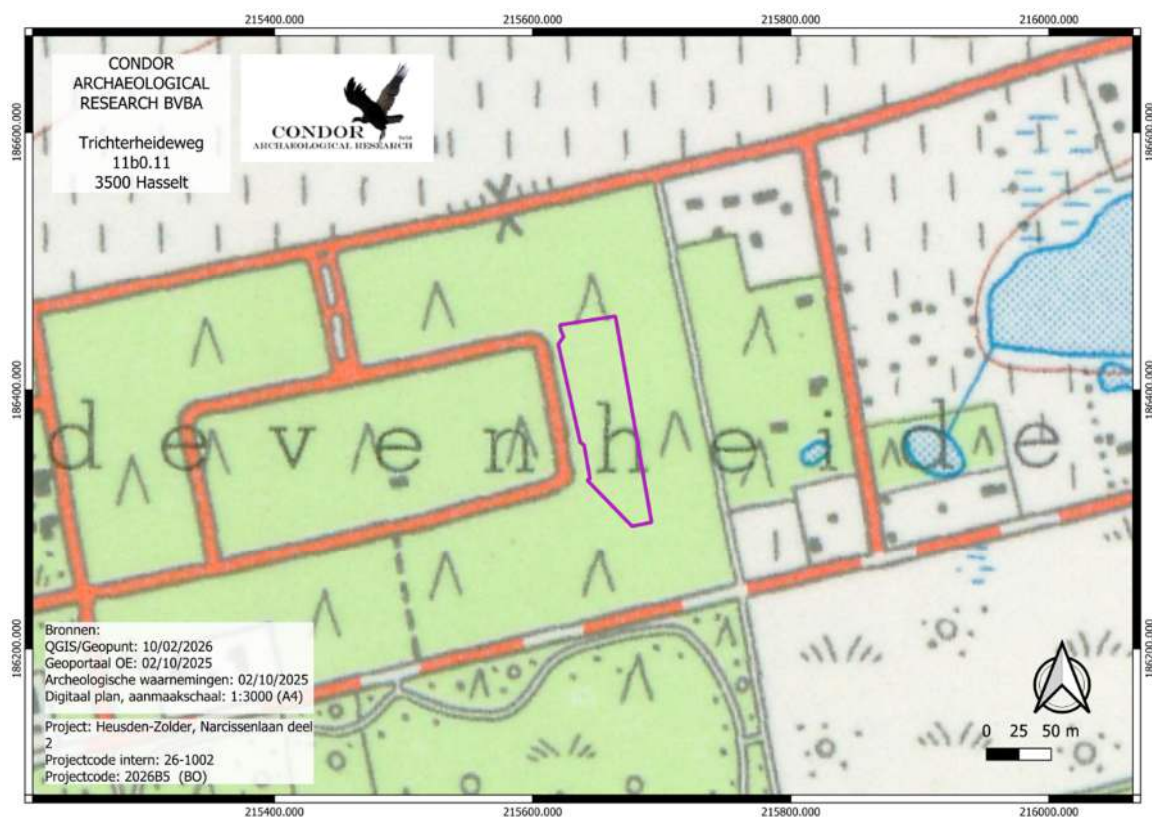 215400.000 215600.000 215800.000 216000.000
CONDOR
ARCHAEOLOGICAL
RESEARCH BVBA
Trichterheideweg
11b0.11
3500 Hasselt
CONDOR
ARCHAEOLOGICAL RESEARCH
186600.000 186600.000
186400.000 186400.000
devenheide
186200.000 186200.000
Bronnen:
QGIS/Geopunt: 10/02/2026
Geoportaal OE: 02/10/2025
Archeologische waarnemingen: 02/10/2025
Digitaal plan, aanmaakschaal: 1:3000 (A4)
Project: Heusden-Zolder, Narcissenlaan deel
2
Projectcode intern: 26-1002
Projectcode: 2026B5 (BO)
0 25 50 m
215400.000 215600.000 215800.000 216000.000